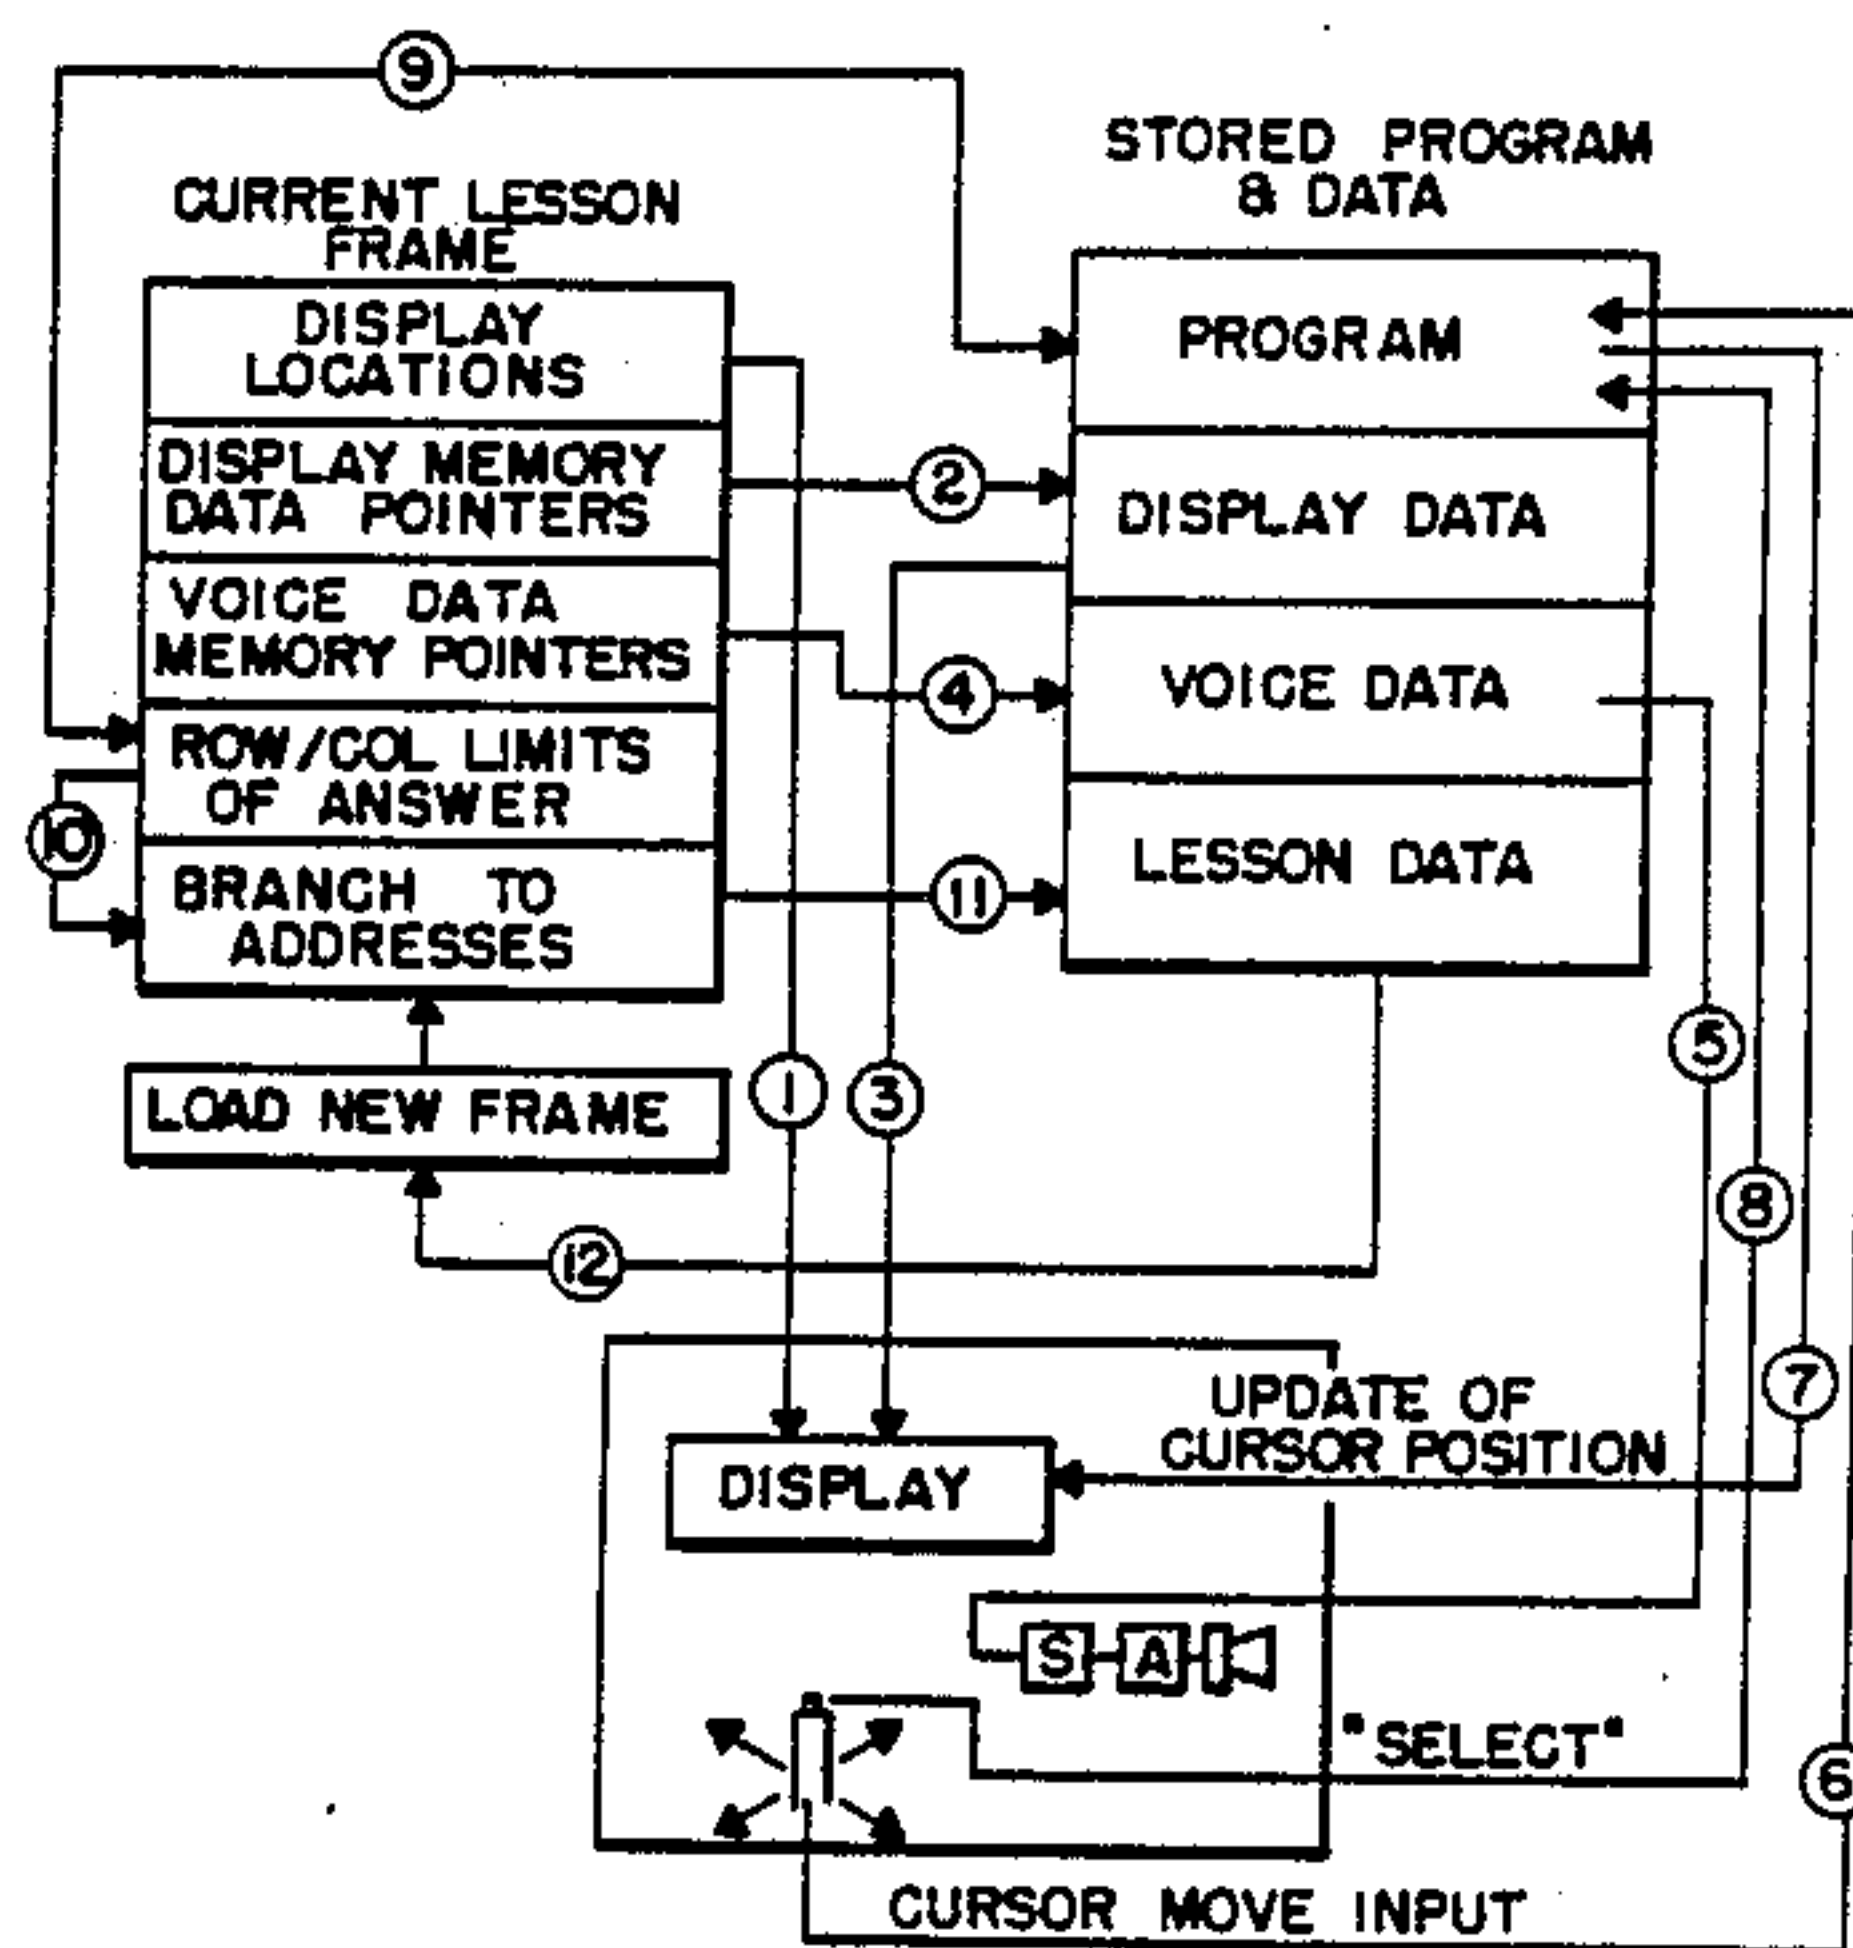 9
STORED PROGRAM
& DATA
CURRENT LESSON
FRAME
DISPLAY
LOCATIONS
PROGRAM
DISPLAY MEMORY
DATA POINTERS
2
DISPLAY DATA
VOICE DATA
MEMORY POINTERS
4
VOICE DATA
ROW/COL LIMITS
OF ANSWER
10
BRANCH TO
ADDRESSES
11
LESSON DATA
5
LOAD NEW FRAME
1
3
8
12
7
UPDATE OF
CURSOR POSITION
DISPLAY
S
A
"SELECT"
6
CURSOR MOVE INPUT